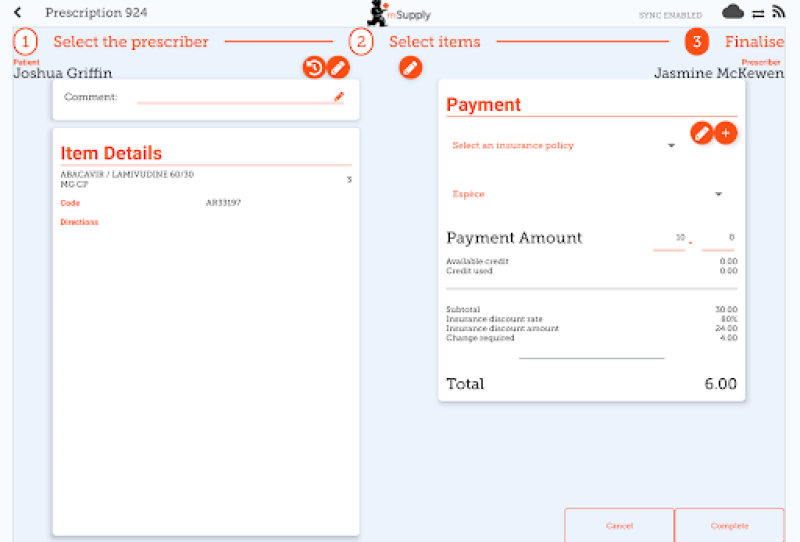 Prescription 924
mSupply
SYNC ENABLED
1 Select the prescriber
2 Select items
3 Finalise
Patient
Joshua Griffin
Prescriber
Jasmine McKewen
Comment:
Item Details
ABACAVIR / LAMIVUDINE 60/30
MG CP
3
Code AR33197
Directions
Payment
Select an insurance policy
Espèce
Payment Amount 10 . 0
Available credit 0.00
Credit used 0.00
Subtotal 30.00
Insurance discount rate 80%
Insurance discount amount 24.00
Change required 4.00
Total 6.00
Cancel
Complete